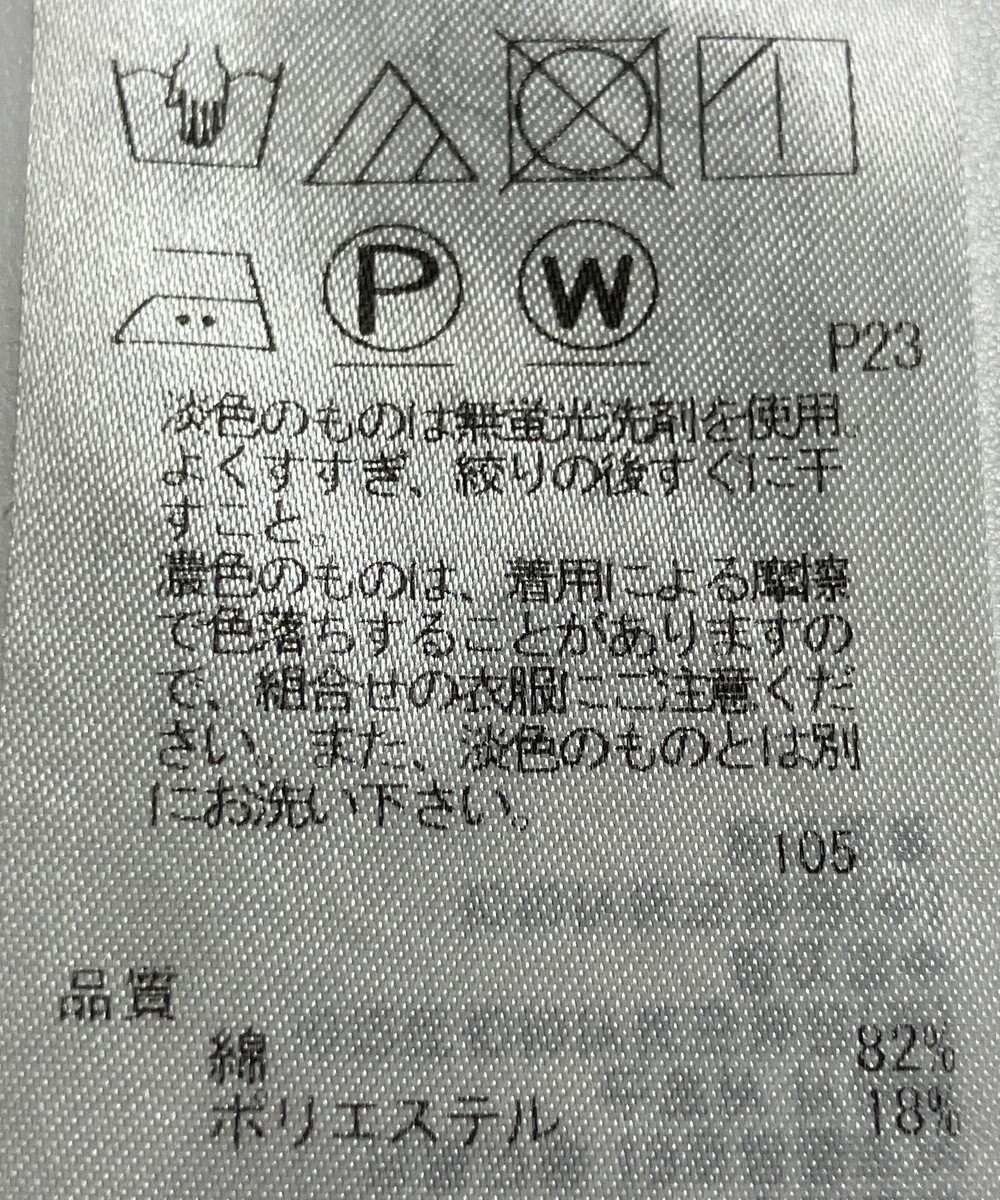 P W
P23
淡色のものは無蛍光洗剤を使用。
よくすすぎ、絞りの後すぐに干
すこと。
濃色のものは、着用による摩擦
で色落ちすることがありますの
で、組合せの衣服にご注意くだ
さい。また、淡色のものとは別
にお洗い下さい。
105
品質
綿 82%
ポリエステル 18%